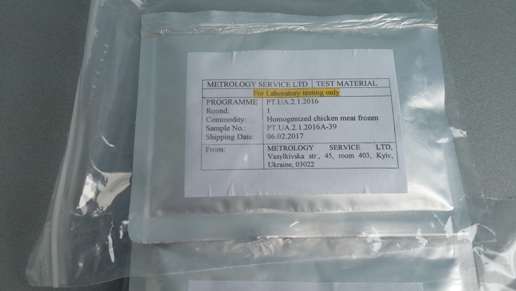 METROLOGY SERVICE LTD TEST MATERIAL
For Laboratory testing only
PROGRAMME PT.UA.2.1.2016
Round: 1
Commodity: Homogenized chicken meat frozen
Sample No.: PT.UA.2.1.2016A-39
Shipping Date: 06.02.2017
From: METROLOGY SERVICE LTD,
Vasylkivska str., 45, room 403, Kyiv,
Ukraine, 03022